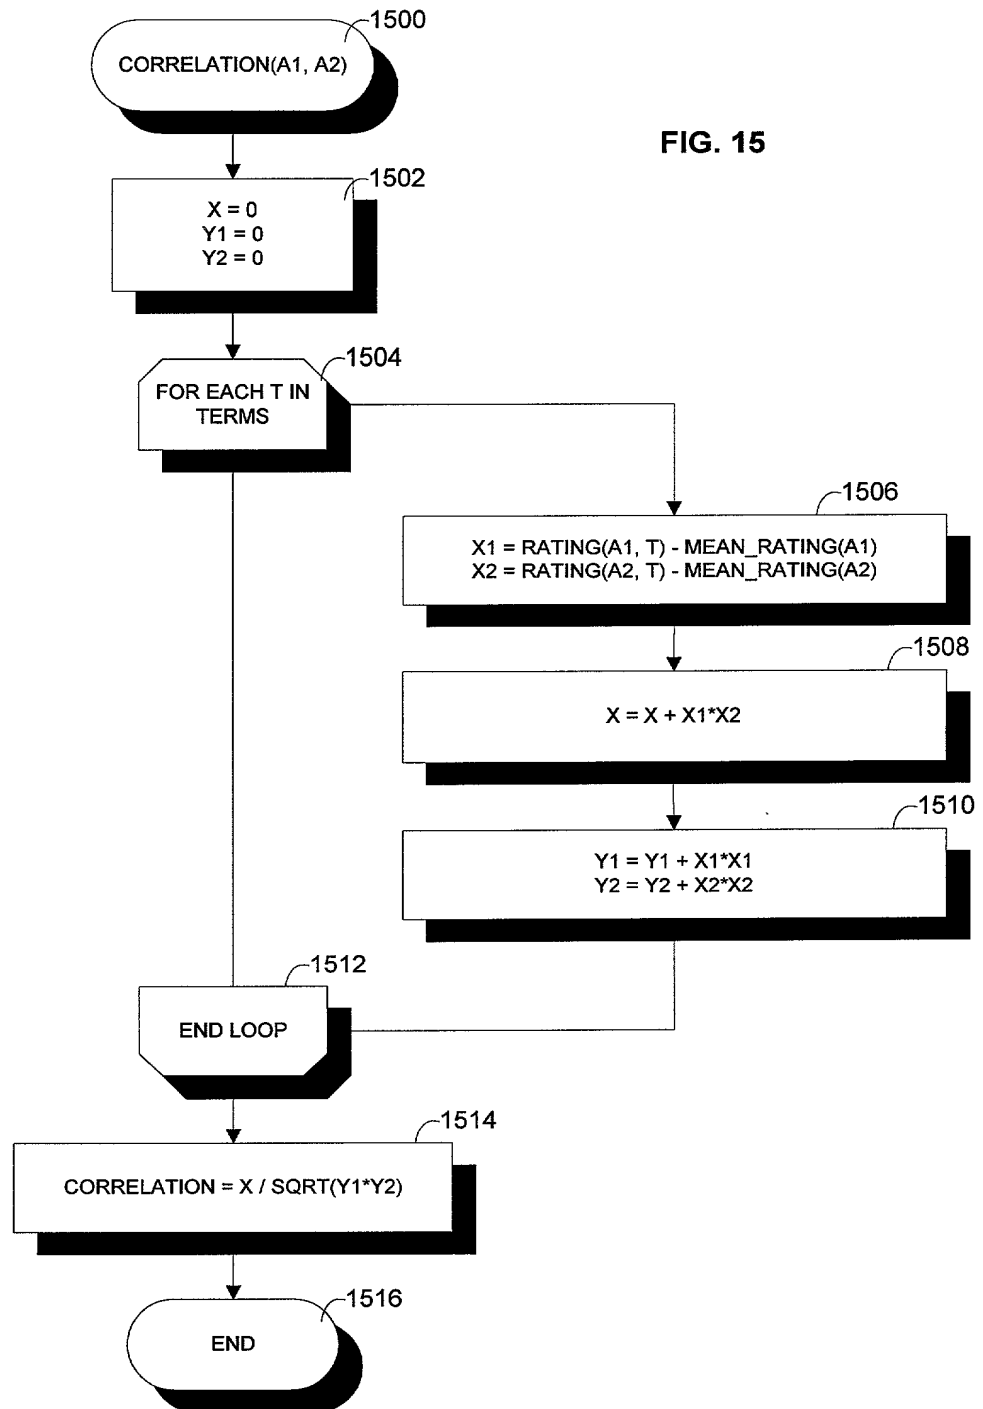 1500
CORRELATION(A1, A2)
FIG. 15
1502
X = 0
Y1 = 0
Y2 = 0
1504
FOR EACH T IN
TERMS
1506
X1 = RATING(A1, T) - MEAN_RATING(A1)
X2 = RATING(A2, T) - MEAN_RATING(A2)
1508
X = X + X1*X2
1510
Y1 = Y1 + X1*X1
Y2 = Y2 + X2*X2
1512
END LOOP
1514
CORRELATION = X / SQRT(Y1*Y2)
1516
END